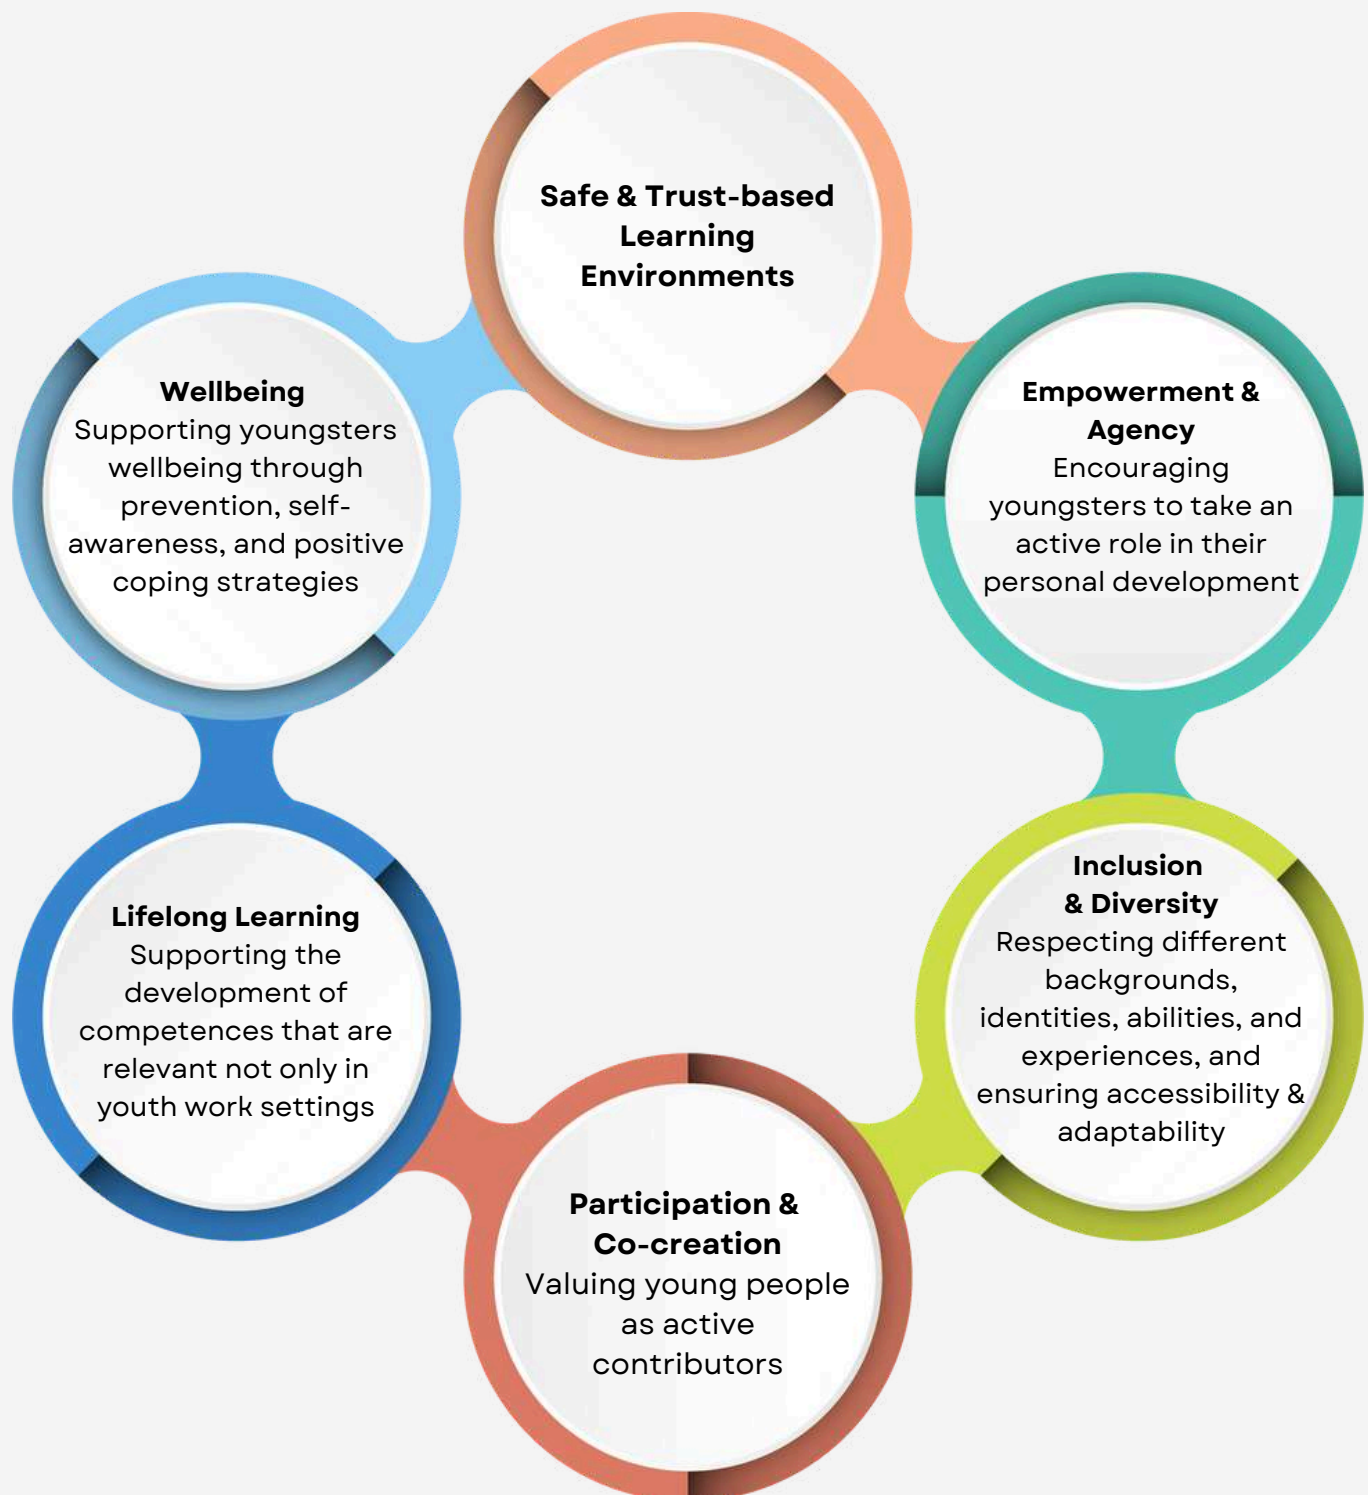 Safe & Trust-based
Learning
Environments
Empowerment &
Agency
Encouraging
youngsters to take an
active role in their
personal development
Inclusion
& Diversity
Respecting different
backgrounds,
identities, abilities, and
experiences, and
ensuring accessibility &
adaptability
Participation &
Co-creation
Valuing young people
as active
contributors
Lifelong Learning
Supporting the
development of
competences that are
relevant not only in
youth work settings
Wellbeing
Supporting youngsters
wellbeing through
prevention, self-
awareness, and positive
coping strategies